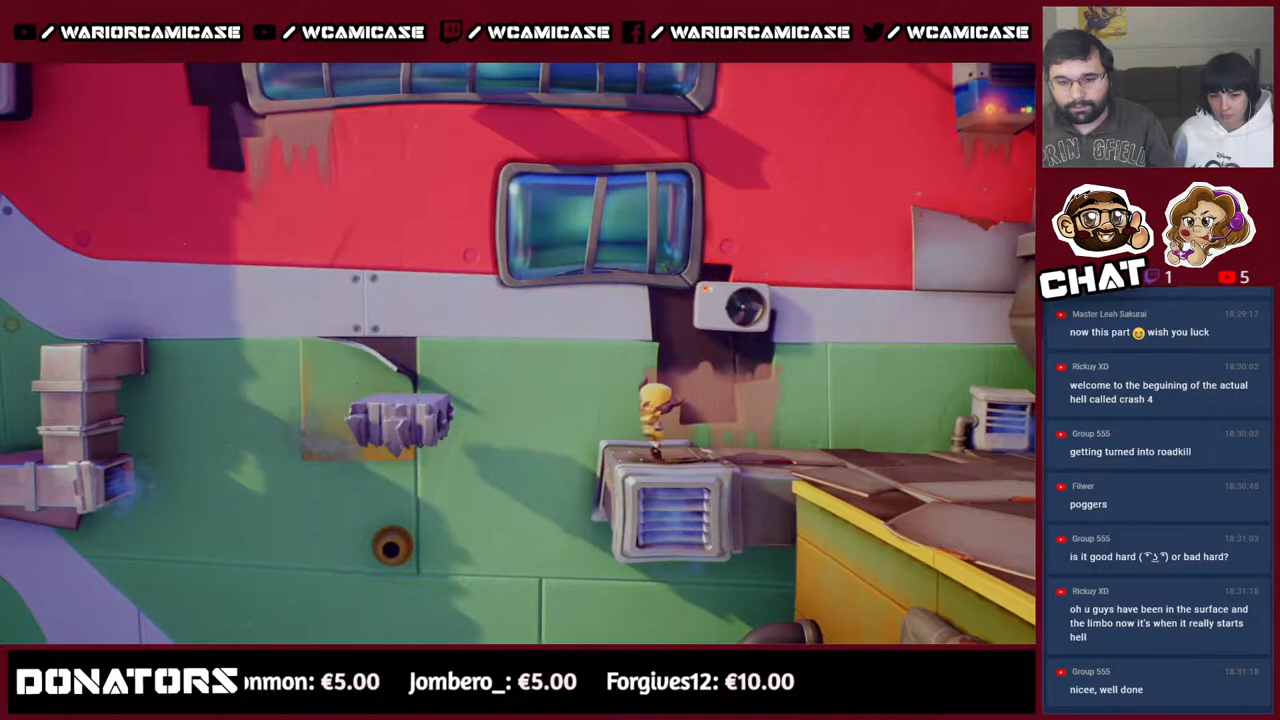 / WARIORCAMICASE / WCAMICASE / WCAMICASE / WARIORCAMICASE / WCAMICASE
CHAT 1 5
Master Leah Sakurai 18:29:17
now this part 😊 wish you luck
Rickuy XD 18:30:02
welcome to the beguining of the actual
hell called crash 4
Group 555 18:30:02
getting turned into roadkill
Filwer 18:30:48
poggers
Group 555 18:31:03
is it good hard ( ͡° ͜ʖ ͡°) or bad hard?
Rickuy XD 18:31:18
oh u guys have been in the surface and
the limbo now it's when it really starts
hell
Group 555 18:31:18
nicee, well done
DONATORS onmon: €5.00 Jombero_: €5.00 Forgives12: €10.00